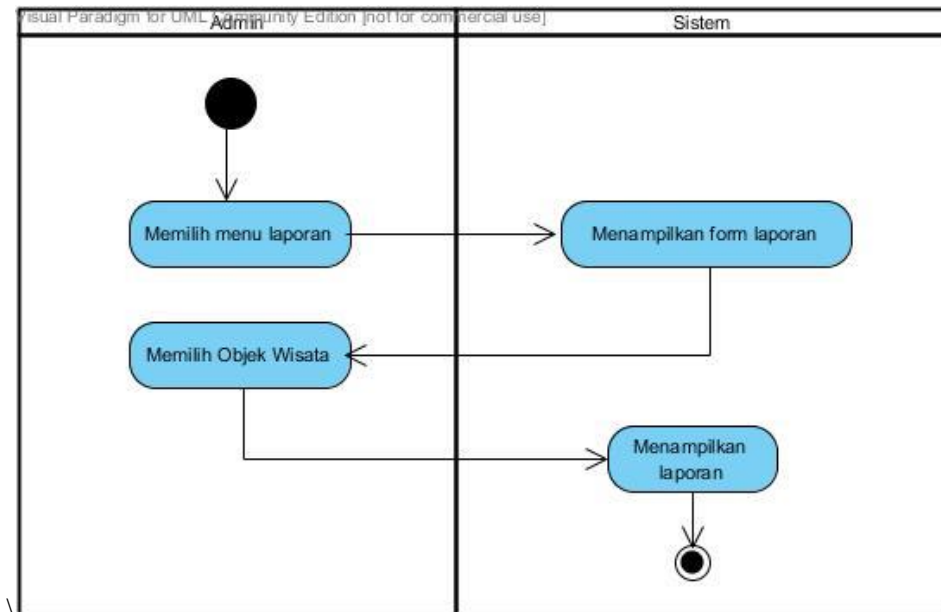 Visual Paradigm for UML Community Edition [not for commercial use]
Admin
Sistem
Memilih menu laporan
Menampilkan form laporan
Memilih Objek Wisata
Menampilkan
laporan
\